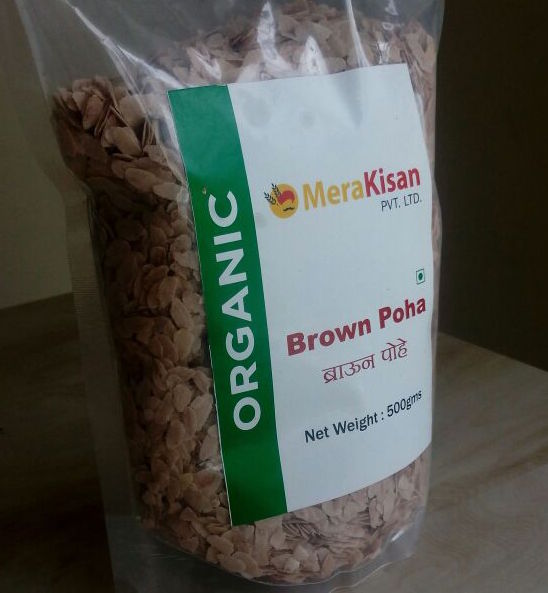 ORGANIC
MeraKisan
PVT. LTD.
Brown Poha
ब्राऊन पोहे
Net Weight : 500gms